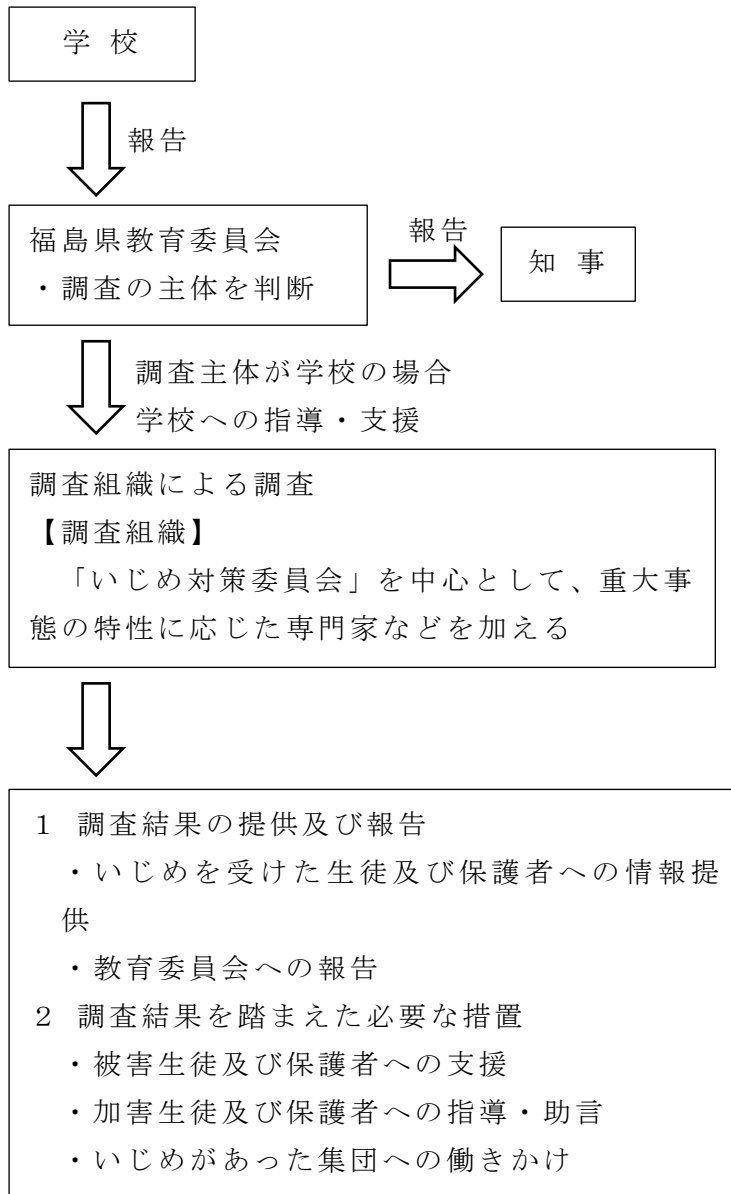 学 校
報告
福島県教育委員会
・調査の主体を判断
報告
知 事
調査主体が学校の場合
学校への指導・支援
調査組織による調査
【調査組織】
「いじめ対策委員会」を中心として、重大事
態の特性に応じた専門家などを加える
1 調査結果の提供及び報告
・いじめを受けた生徒及び保護者への情報提
供
・教育委員会への報告
2 調査結果を踏まえた必要な措置
・被害生徒及び保護者への支援
・加害生徒及び保護者への指導・助言
・いじめがあった集団への働きかけ